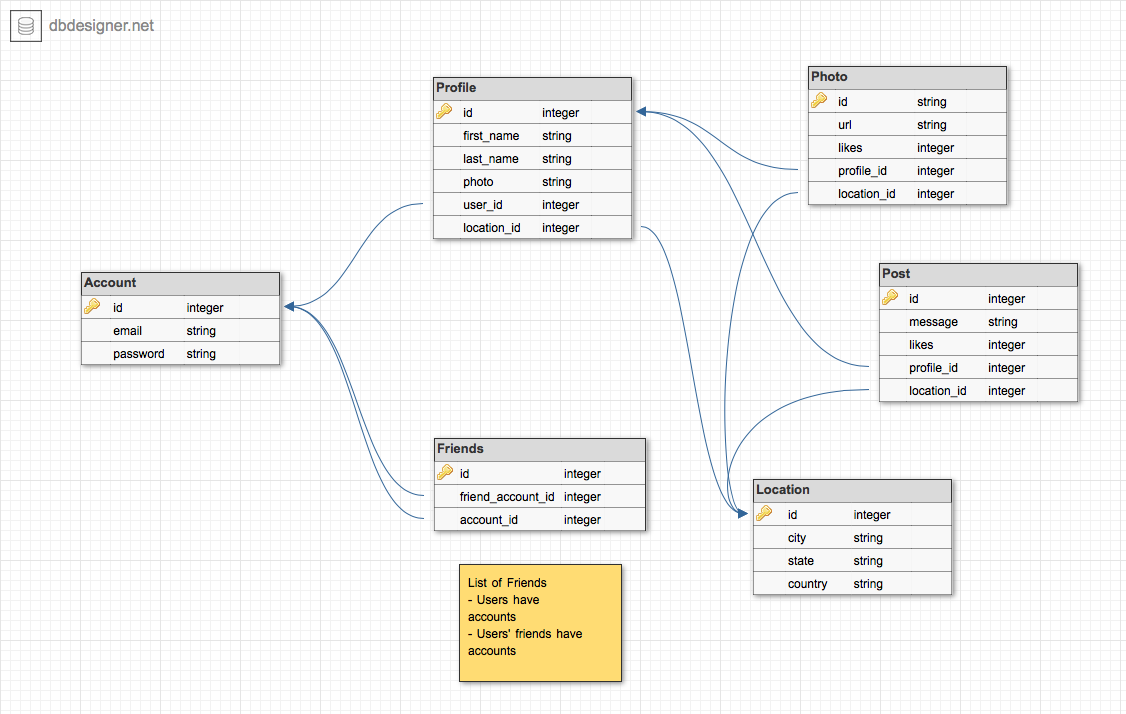 dbdesigner.net
Profile
id integer
first_name string
last_name string
photo string
user_id integer
location_id integer
Photo
id string
url string
likes integer
profile_id integer
location_id integer
Account
id integer
email string
password string
Post
id integer
message string
likes integer
profile_id integer
location_id integer
Friends
id integer
friend_account_id integer
account_id integer
Location
id integer
city string
state string
country string
List of Friends
- Users have
accounts
- Users' friends have
accounts